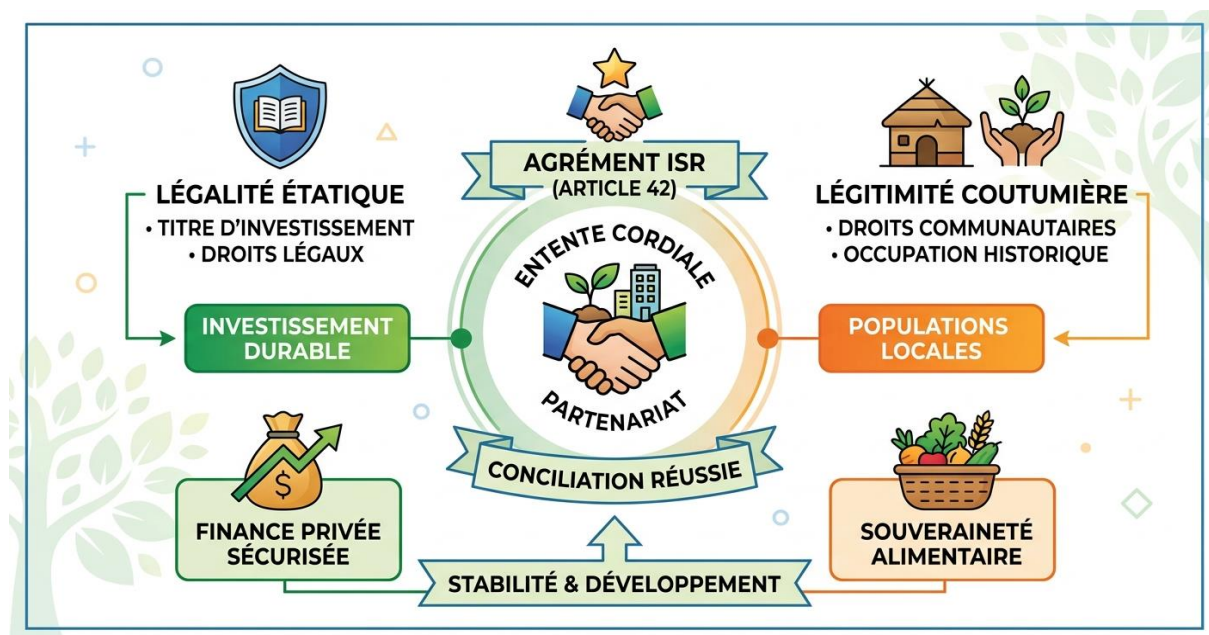 AGRÉMENT ISR
(ARTICLE 42)
LÉGALITÉ ÉTATIQUE
• TITRE D’INVESTISSEMENT
• DROITS LÉGAUX
LÉGITIMITÉ COUTUMIÈRE
• DROITS COMMUNAUTAIRES
• OCCUPATION HISTORIQUE
ENTENTE CORDIALE
PARTENARIAT
INVESTISSEMENT
DURABLE
POPULATIONS
LOCALES
CONCILIATION RÉUSSIE
$
FINANCE PRIVÉE
SÉCURISÉE
SOUVERAINETÉ
ALIMENTAIRE
STABILITÉ & DÉVELOPPEMENT